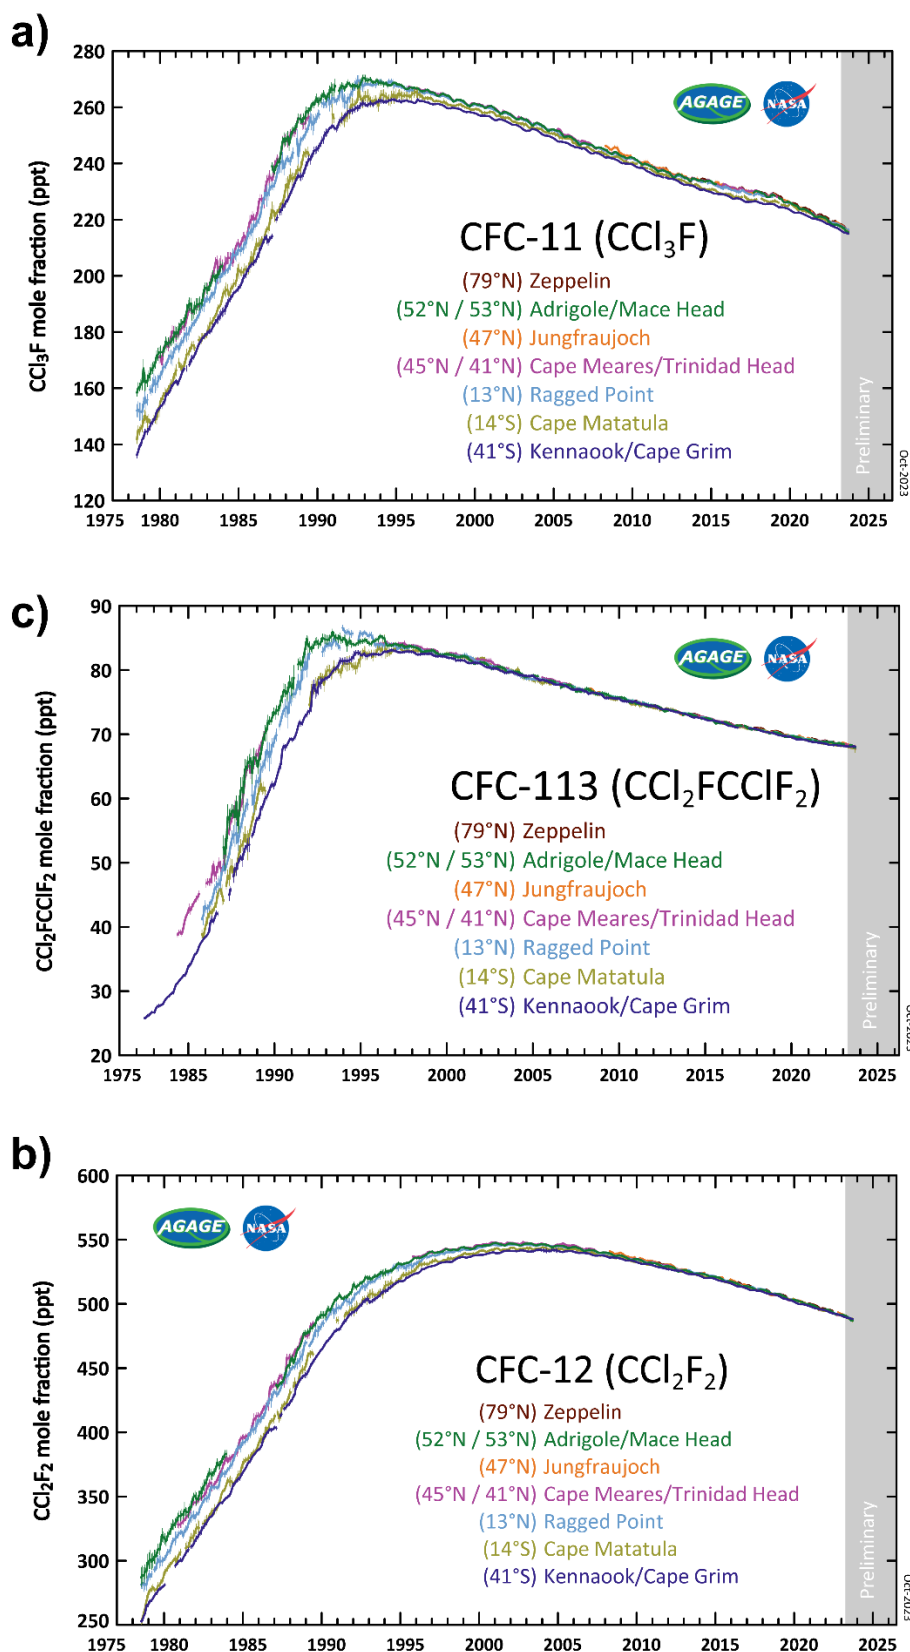 a)
CCl₃F mole fraction (ppt)
280
260
240
220
200
180
160
140
120
AGAGE
NASA
CFC-11 (CCl₃F)
(79°N) Zeppelin
(52°N / 53°N) Adrigole/Mace Head
(47°N) Jungfraujoch
(45°N / 41°N) Cape Meares/Trinidad Head
(13°N) Ragged Point
(14°S) Cape Matatula
(41°S) Kennaook/Cape Grim
Preliminary
Oct-2023
1975 1980 1985 1990 1995 2000 2005 2010 2015 2020 2025
c)
CCl₂FCClF₂ mole fraction (ppt)
90
80
70
60
50
40
30
20
AGAGE
NASA
CFC-113 (CCl₂FCClF₂)
(79°N) Zeppelin
(52°N / 53°N) Adrigole/Mace Head
(47°N) Jungfraujoch
(45°N / 41°N) Cape Meares/Trinidad Head
(13°N) Ragged Point
(14°S) Cape Matatula
(41°S) Kennaook/Cape Grim
Preliminary
Oct-2023
1975 1985 1990 1995 2000 2005 2010 2015 2020 2025
b)
CCl₂F₂ mole fraction (ppt)
600
550
500
450
400
350
300
250
AGAGE
NASA
CFC-12 (CCl₂F₂)
(79°N) Zeppelin
(52°N / 53°N) Adrigole/Mace Head
(47°N) Jungfraujoch
(45°N / 41°N) Cape Meares/Trinidad Head
(13°N) Ragged Point
(14°S) Cape Matatula
(41°S) Kennaook/Cape Grim
Preliminary
Oct-2023
1975 1980 1985 1990 1995 2000 2005 2010 2015 2020 2025